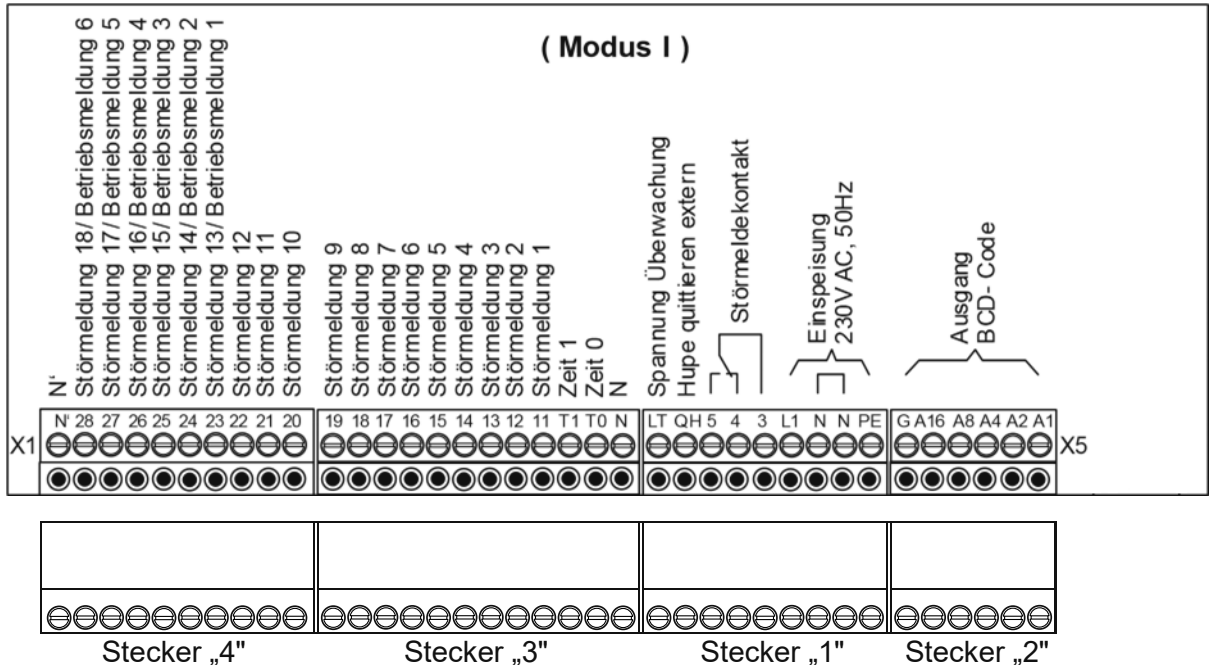 ( Modus I )
N'
Störmeldung 18/ Betriebsmeldung 6
Störmeldung 17/ Betriebsmeldung 5
Störmeldung 16/ Betriebsmeldung 4
Störmeldung 15/ Betriebsmeldung 3
Störmeldung 14/ Betriebsmeldung 2
Störmeldung 13/ Betriebsmeldung 1
Störmeldung 12
Störmeldung 11
Störmeldung 10
Störmeldung 9
Störmeldung 8
Störmeldung 7
Störmeldung 6
Störmeldung 5
Störmeldung 4
Störmeldung 3
Störmeldung 2
Störmeldung 1
Zeit 1
Zeit 0
N
Spannung Überwachung
Hupe quittieren extern
Störmeldekontakt
Einspeisung
230V AC, 50Hz
Ausgang
BCD- Code
N' 28 27 26 25 24 23 22 21 20
19 18 17 16 15 14 13 12 11 T1 T0 N
LT QH 5 4 3 L1 N N PE
G A16 A8 A4 A2 A1
X1
X5
Stecker „4"
Stecker „3"
Stecker „1"
Stecker „2"